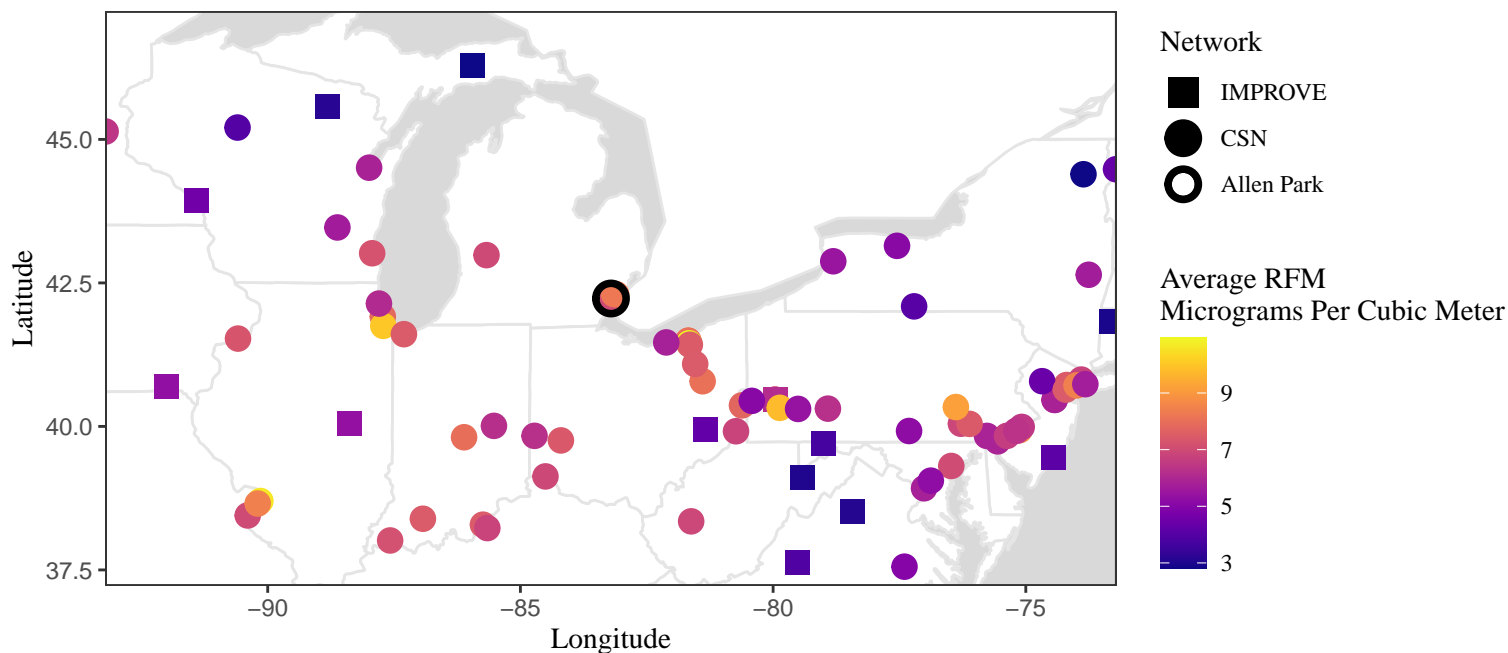 Network
IMPROVE
CSN
Allen Park
Average RFM
Micrograms Per Cubic Meter
9
7
5
3
Latitude
45.0
42.5
40.0
37.5
−90
−85
−80
−75
Longitude